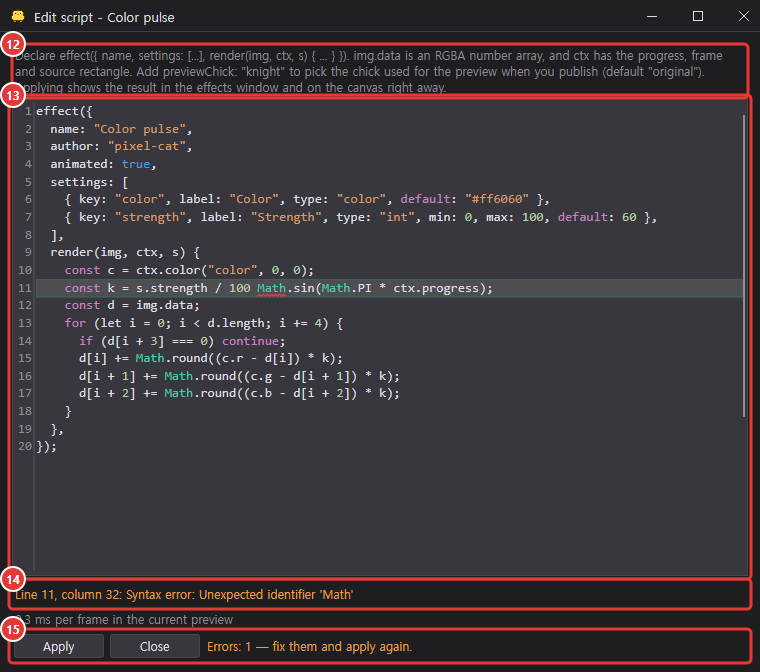 Edit script - Color pulse
12
Declare effect({ name, settings: [...], render(img, ctx, s) { ... } }). img.data is an RGBA number array, and ctx has the progress, frame
and source rectangle. Add previewChick: "knight" to pick the chick used for the preview when you publish (default "original").
13
Applying shows the result in the effects window and on the canvas right away.
1 effect({
2 name: "Color pulse",
3 author: "pixel-cat",
4 animated: true,
5 settings: [
6 { key: "color", label: "Color", type: "color", default: "#ff6060" },
7 { key: "strength", label: "Strength", type: "int", min: 0, max: 100, default: 60 },
8 ],
9 render(img, ctx, s) {
10 const c = ctx.color("color", 0, 0);
11 const k = s.strength / 100 Math.sin(Math.PI * ctx.progress);
12 const d = img.data;
13 for (let i = 0; i < d.length; i += 4) {
14 if (d[i + 3] === 0) continue;
15 d[i] += Math.round((c.r - d[i]) * k);
16 d[i + 1] += Math.round((c.g - d[i + 1]) * k);
17 d[i + 2] += Math.round((c.b - d[i + 2]) * k);
18 }
19 },
20 });
14
Line 11, column 32: Syntax error: Unexpected identifier 'Math'
.3 ms per frame in the current preview
15
Apply Close Errors: 1 — fix them and apply again.